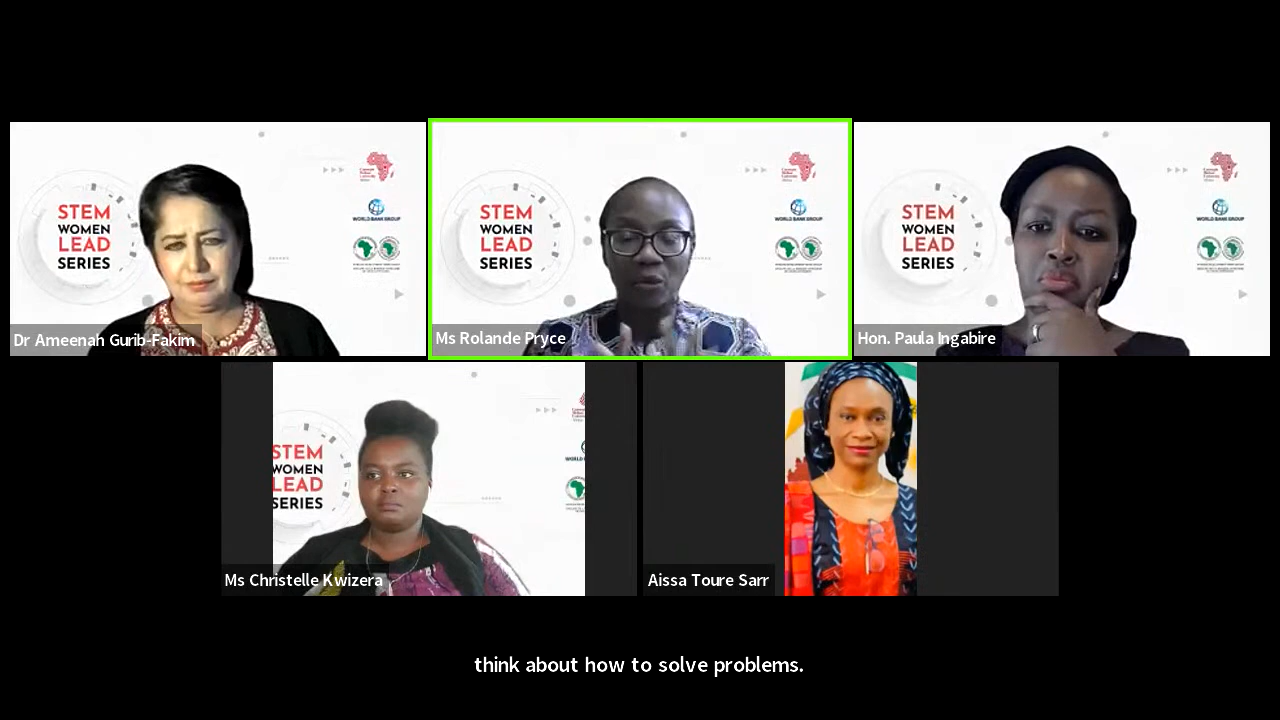 STEM
WOMEN
LEAD
SERIES
WORLD BANK GROUP
Dr Ameenah Gurib-Fakim
STEM
WOMEN
LEAD
SERIES
WORLD BANK GROUP
Ms Rolande Pryce
STEM
WOMEN
LEAD
SERIES
WORLD BANK GROUP
Hon. Paula Ingabire
STEM
WOMEN
LEAD
SERIES
Ms Christelle Kwizera
Aissa Toure Sarr
think about how to solve problems.